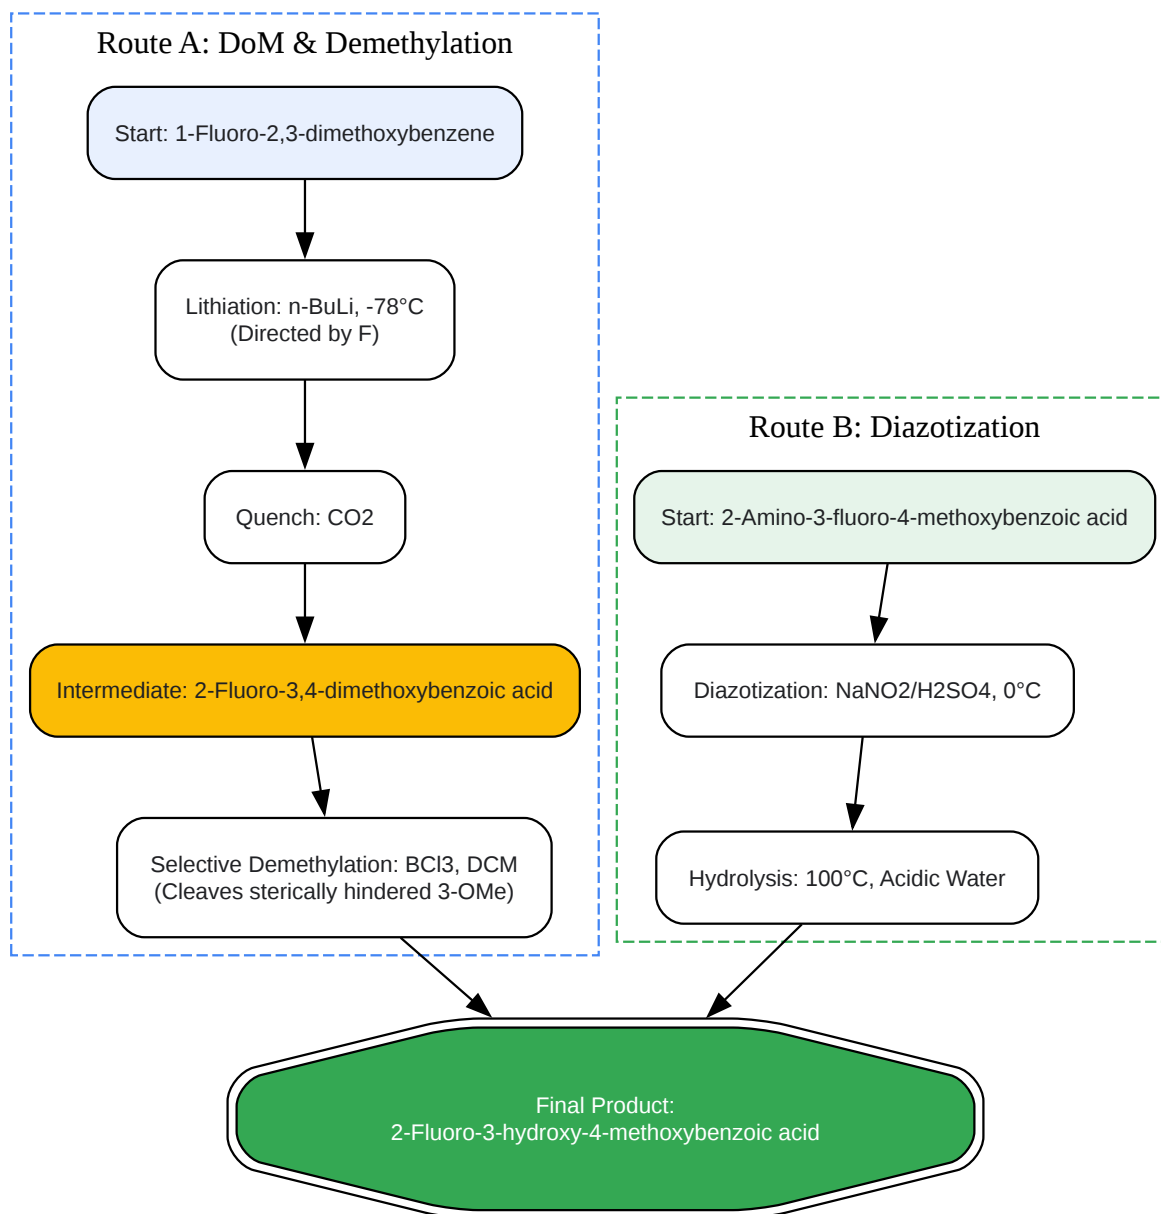 Route A: DoM & Demethylation
Start: 1-Fluoro-2,3-dimethoxybenzene
Lithiation: n-BuLi, -78°C
(Directed by F)
Quench: CO2
Intermediate: 2-Fluoro-3,4-dimethoxybenzoic acid
Selective Demethylation: BCl3, DCM
(Cleaves sterically hindered 3-OMe)
Route B: Diazotization
Start: 2-Amino-3-fluoro-4-methoxybenzoic acid
Diazotization: NaNO2/H2SO4, 0°C
Hydrolysis: 100°C, Acidic Water
Final Product:
2-Fluoro-3-hydroxy-4-methoxybenzoic acid